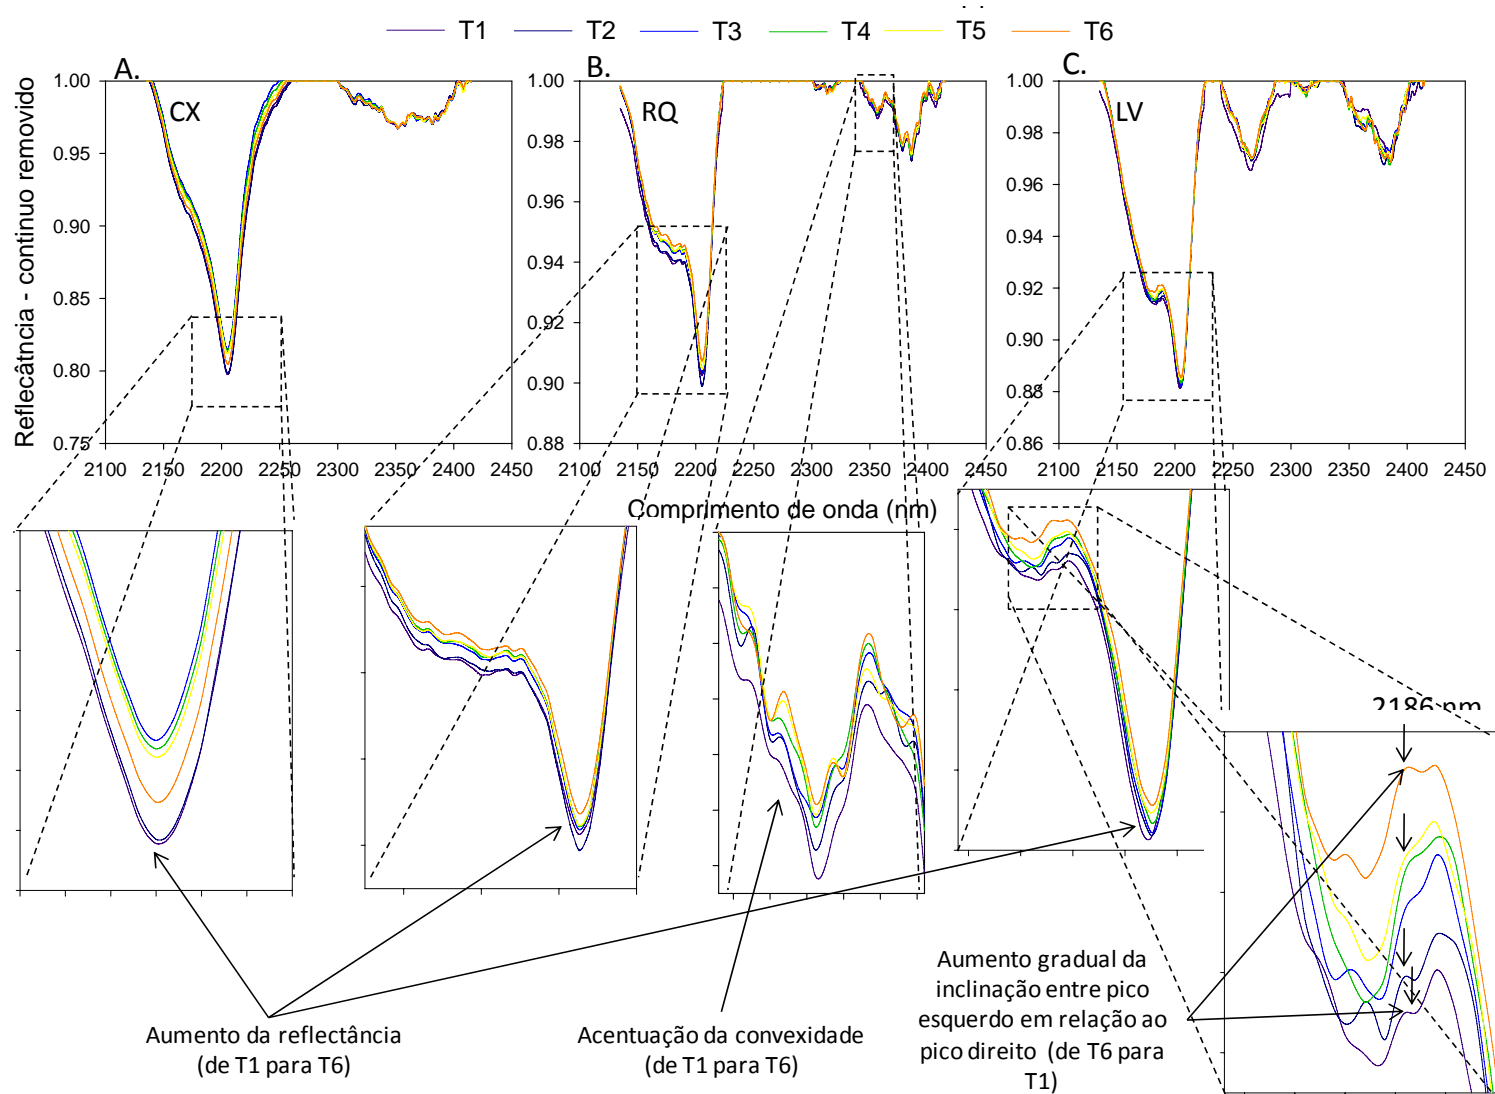 T1 T2 T3 T4 T5 T6
A. B. C.
CX RQ LV
Reflecâtncia - continuo removido
1.00
0.95
0.90
0.85
0.80
0.75
2100 2150 2200 2250 2300 2350 2400 2450
1.00
0.98
0.96
0.94
0.92
0.90
0.88
2100 2150 2200 2250 2300 2350 2400 2450
1.00
0.98
0.96
0.94
0.92
0.90
0.88
0.86
2100 2150 2200 2250 2300 2350 2400 2450
Comprimento de onda (nm)
2186 nm
Aumento da reflectância
(de T1 para T6)
Acentuação da convexidade
(de T1 para T6)
Aumento gradual da
inclinação entre pico
esquerdo em relação ao
pico direito (de T6 para
T1)